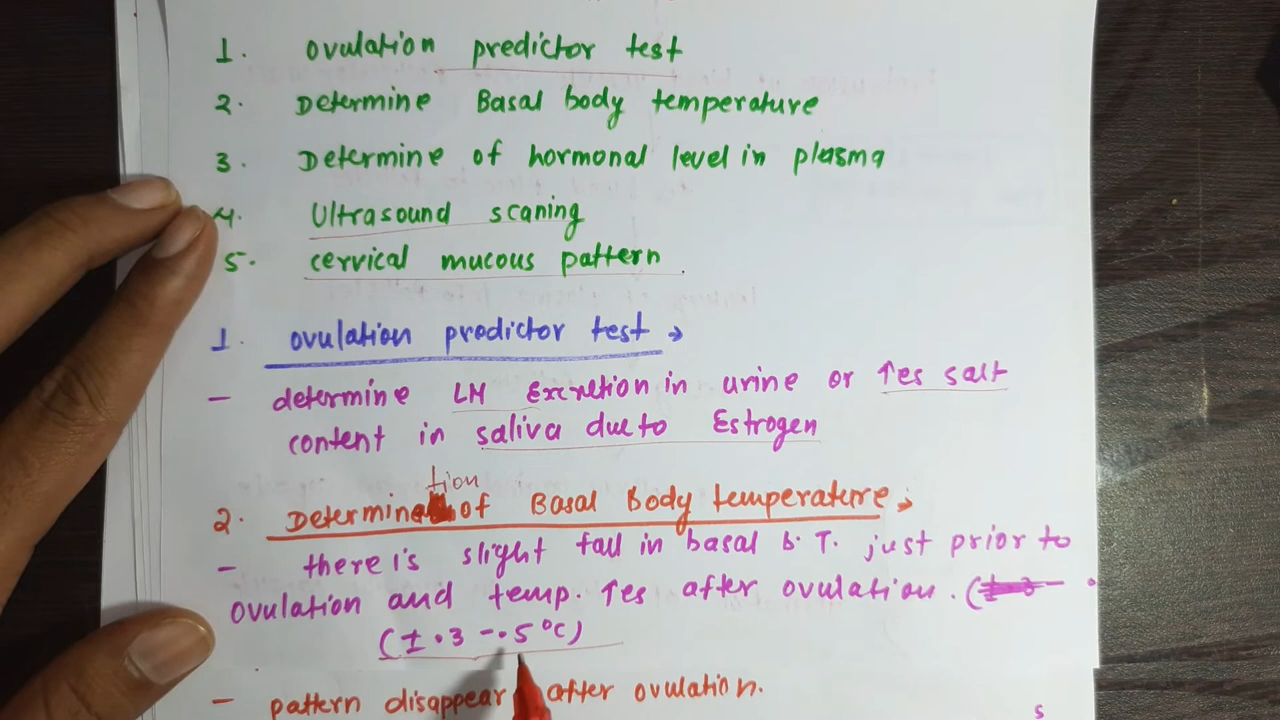 1. ovulation predictor test
2. Determine Basal body temperature
3. Determine of hormonal level in plasma
4. Ultrasound scaning
5. cervical mucous pattern
1. ovulation predictor test →
- determine LH Excretion in urine or ↑es salt
content in saliva due to Estrogen
2. Determination of Basal Body temperature →
- there is slight fall in basal b. T. just prior to
ovulation and temp. ↑es after ovulation. (
(± .3 - .5 °C)
- pattern disappear after ovulation.
s